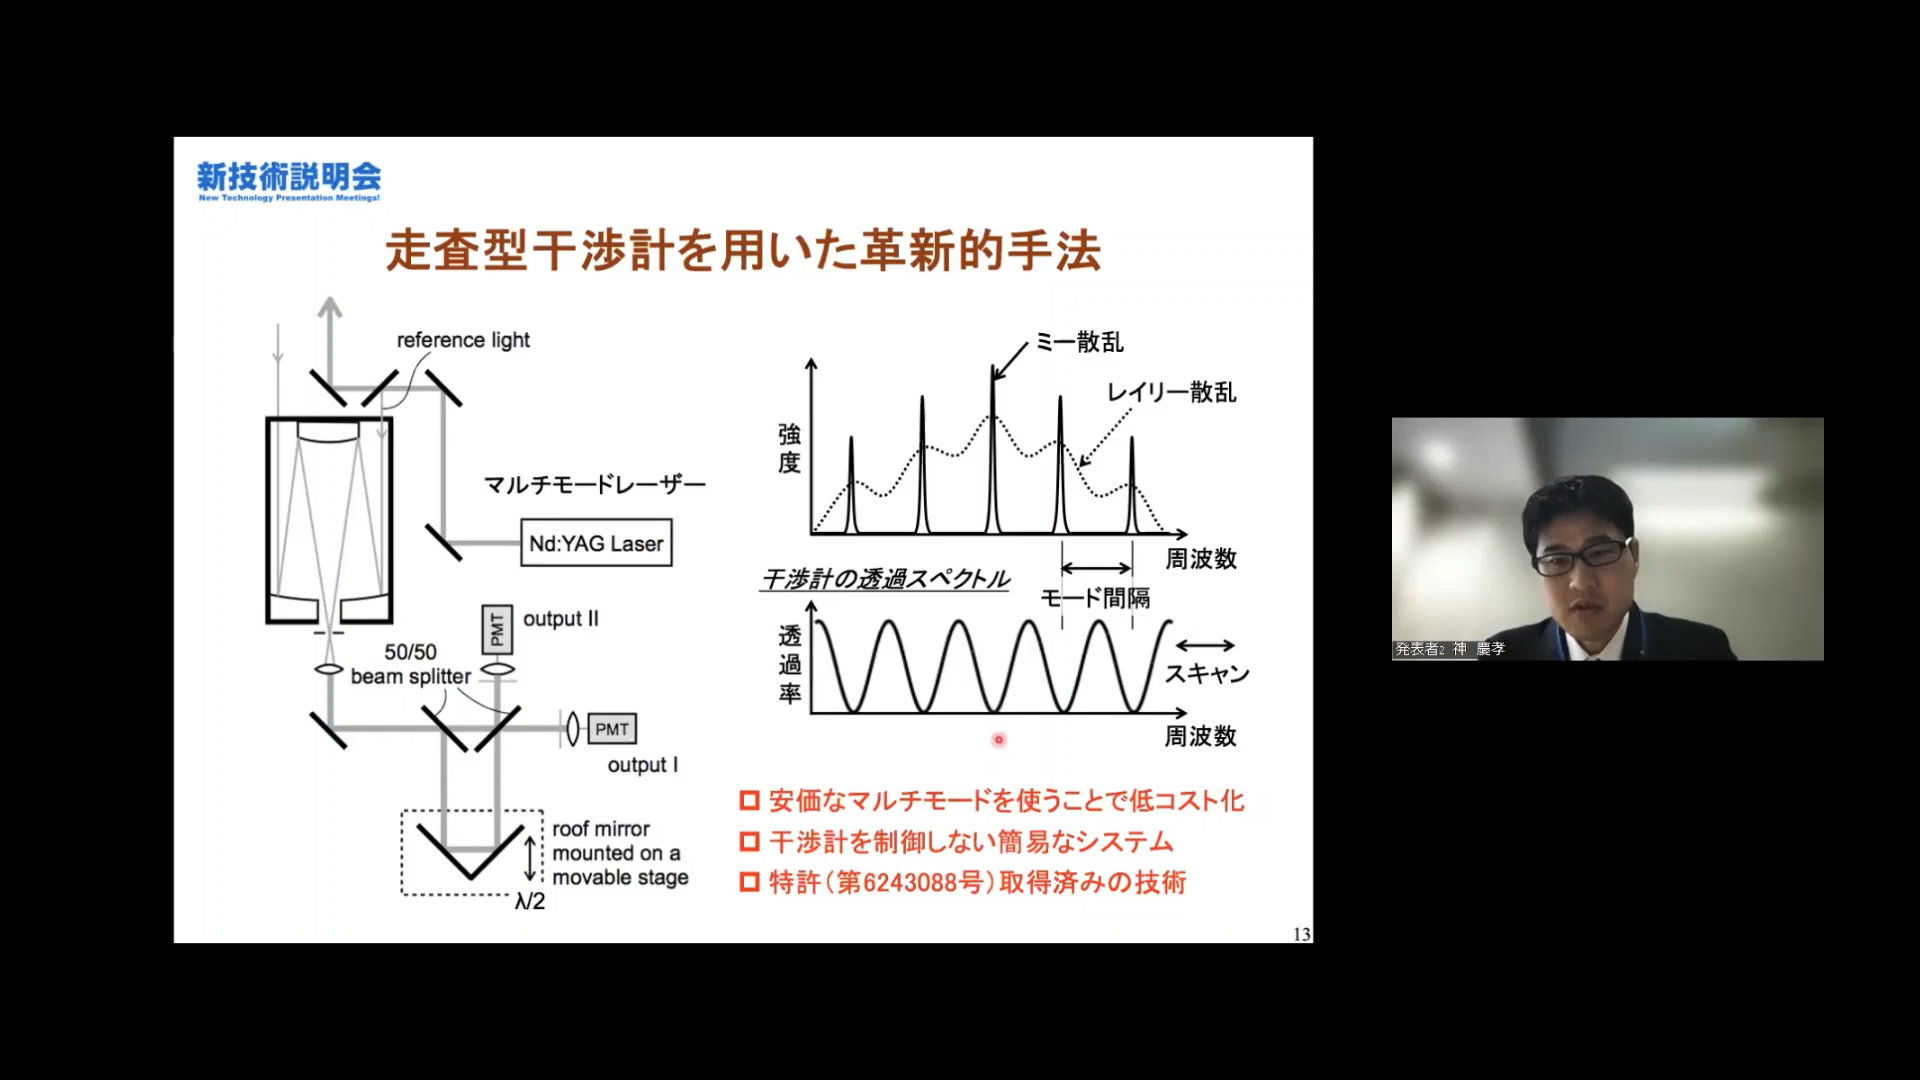 新技術説明会
New Technology Presentation Meetings!
走査型干渉計を用いた革新的手法
reference light
マルチモードレーザー
Nd:YAG Laser
PMT
output II
50/50
beam splitter
PMT
output I
roof mirror
mounted on a
movable stage
λ/2
ミー散乱
レイリー散乱
強度
周波数
モード間隔
干渉計の透過スペクトル
透過率
スキャン
周波数
安価なマルチモードを使うことで低コスト化
干渉計を制御しない簡易なシステム
特許(第6243088号)取得済みの技術
13
発表者2 神 慶孝